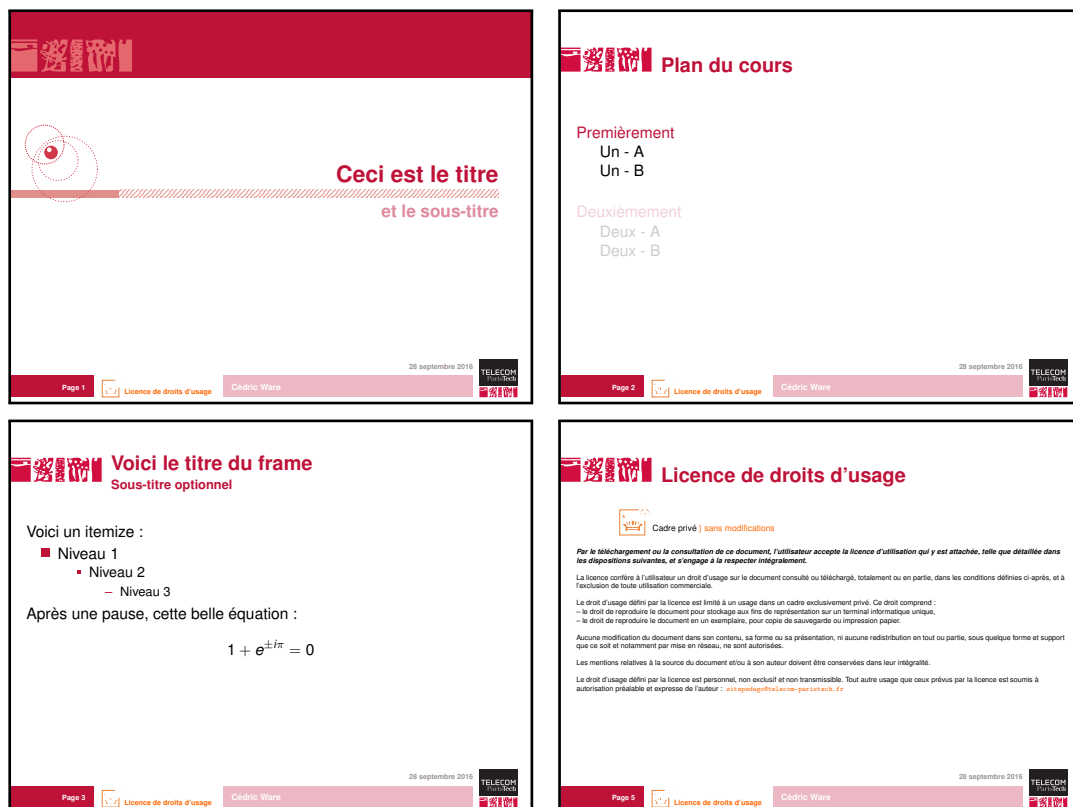 Ceci est le titre
et le sous-titre
28 septembre 2016
TELECOM
ParisTech
Page 1
Licence de droits d'usage
Cédric Ware
Plan du cours
Premièrement
Un - A
Un - B
Deuxièmement
Deux - A
Deux - B
28 septembre 2016
TELECOM
ParisTech
Page 2
Licence de droits d'usage
Cédric Ware
Voici le titre du frame
Sous-titre optionnel
Voici un itemize :
■ Niveau 1
▪ Niveau 2
– Niveau 3
Après une pause, cette belle équation :
1 + e^{±iπ} = 0
28 septembre 2016
TELECOM
ParisTech
Page 3
Licence de droits d'usage
Cédric Ware
Licence de droits d'usage
Cadre privé } sans modifications
Par le téléchargement ou la consultation de ce document, l'utilisateur accepte la licence d'utilisation qui y est attachée, telle que détaillée dans
les dispositions suivantes, et s'engage à la respecter intégralement.
La licence confère à l'utilisateur un droit d'usage sur le document consulté ou téléchargé, totalement ou en partie, dans les conditions définies ci-après, et à
l'exclusion de toute utilisation commerciale.
Le droit d'usage défini par la licence est limité à un usage dans un cadre exclusivement privé. Ce droit comprend :
– le droit de reproduire le document pour stockage aux fins de représentation sur un terminal informatique unique,
– le droit de reproduire le document en un exemplaire, pour copie de sauvegarde ou impression papier.
Aucune modification du document dans son contenu, sa forme ou sa présentation, ni aucune redistribution en tout ou partie, sous quelque forme et support
que ce soit et notamment par mise en réseau, ne sont autorisées.
Les mentions relatives à la source du document et/ou à son auteur doivent être conservées dans leur intégralité.
Le droit d'usage défini par la licence est personnel, non exclusif et non transmissible. Tout autre usage que ceux prévus par la licence est soumis à
autorisation préalable et expresse de l'auteur : sitepedago@telecom-paristech.fr
28 septembre 2016
TELECOM
ParisTech
Page 5
Licence de droits d'usage
Cédric Ware